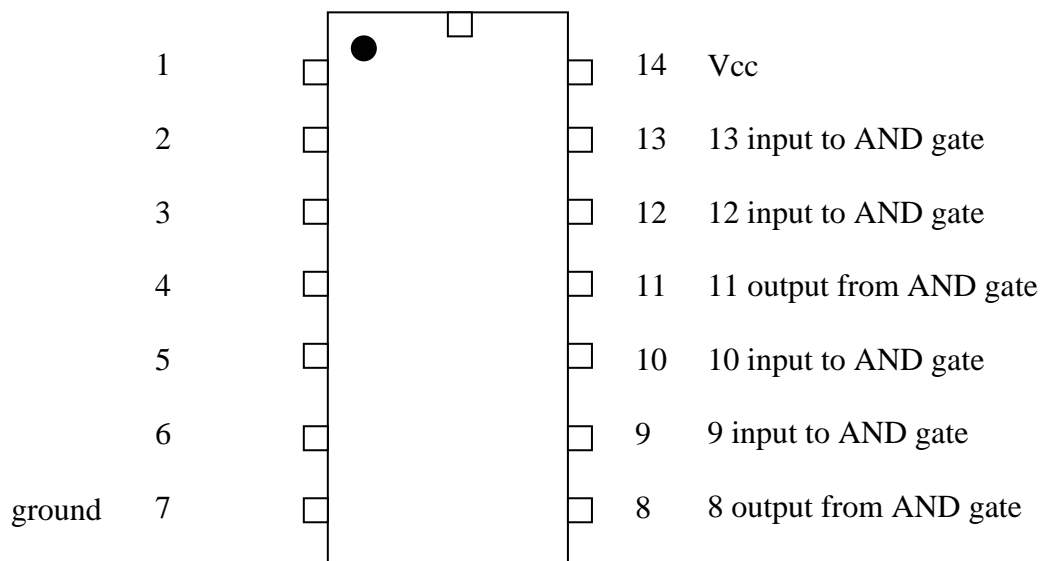 1 14 Vcc
2 13 13 input to AND gate
3 12 12 input to AND gate
4 11 11 output from AND gate
5 10 10 input to AND gate
6 9 9 input to AND gate
ground 7 8 8 output from AND gate